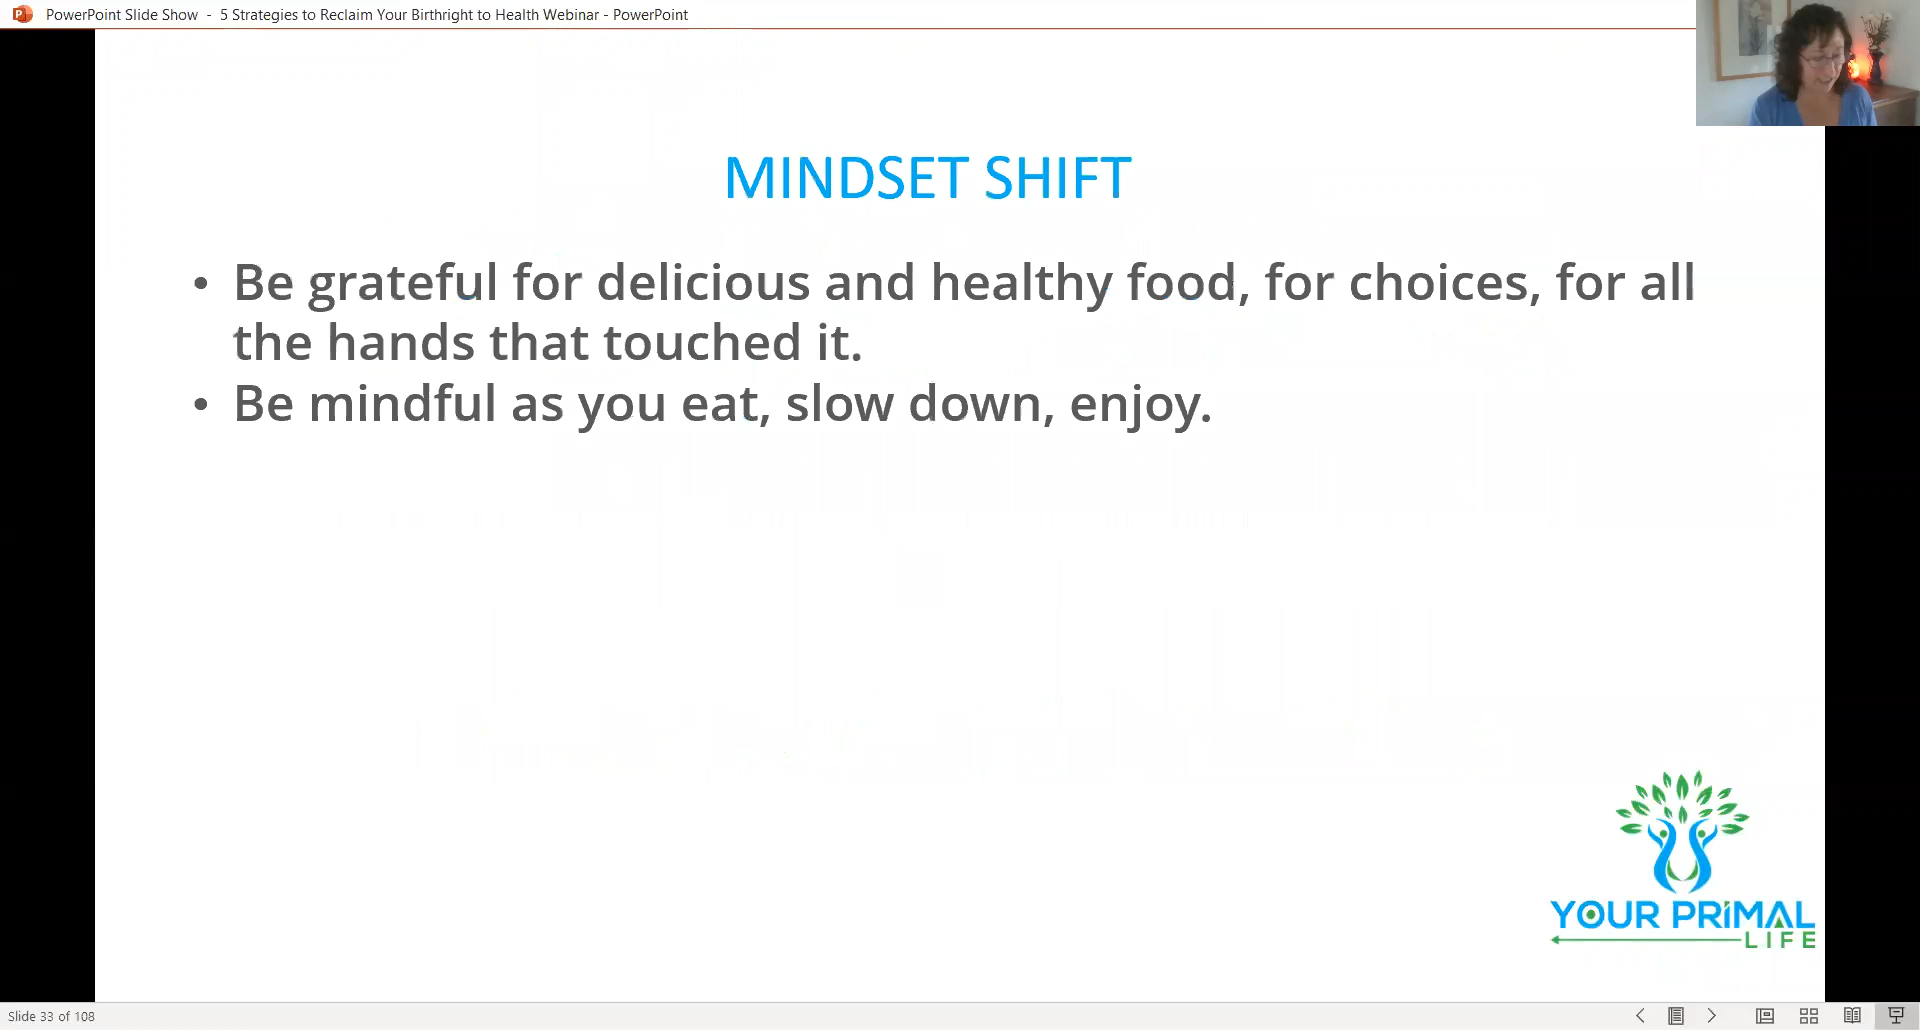 PowerPoint Slide Show - 5 Strategies to Reclaim Your Birthright to Health Webinar - PowerPoint
MINDSET SHIFT
• Be grateful for delicious and healthy food, for choices, for all
the hands that touched it.
• Be mindful as you eat, slow down, enjoy.
YOUR PRiMAL
LIFE
Slide 33 of 108